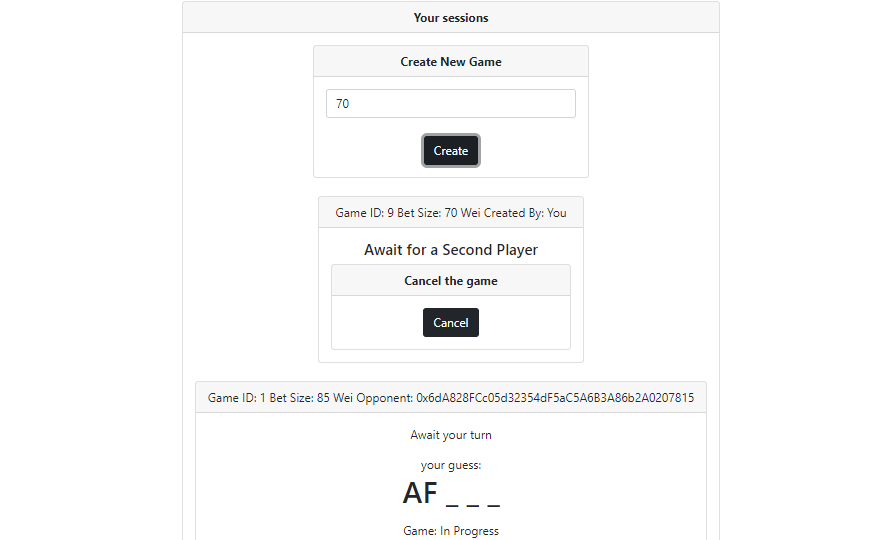 Your sessions
Create New Game
70
Create
Game ID: 9 Bet Size: 70 Wei Created By: You
Await for a Second Player
Cancel the game
Cancel
Game ID: 1 Bet Size: 85 Wei Opponent: 0x6dA828FCc05d32354dF5aC5A6B3A86b2A0207815
Await your turn
your guess:
AF _ _ _
Game: In Progress